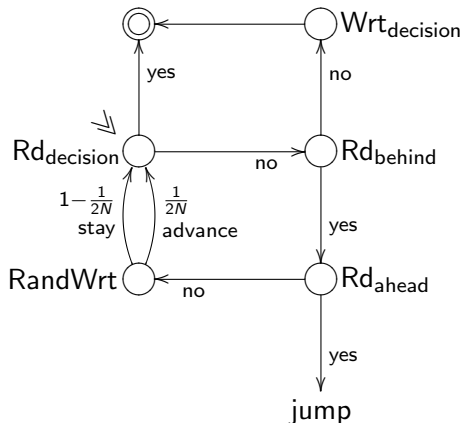 Wrt_decision
yes
no
Rd_decision
no
Rd_behind
1−1/2N
1/2N
yes
stay
advance
RandWrt
no
Rd_ahead
yes
jump